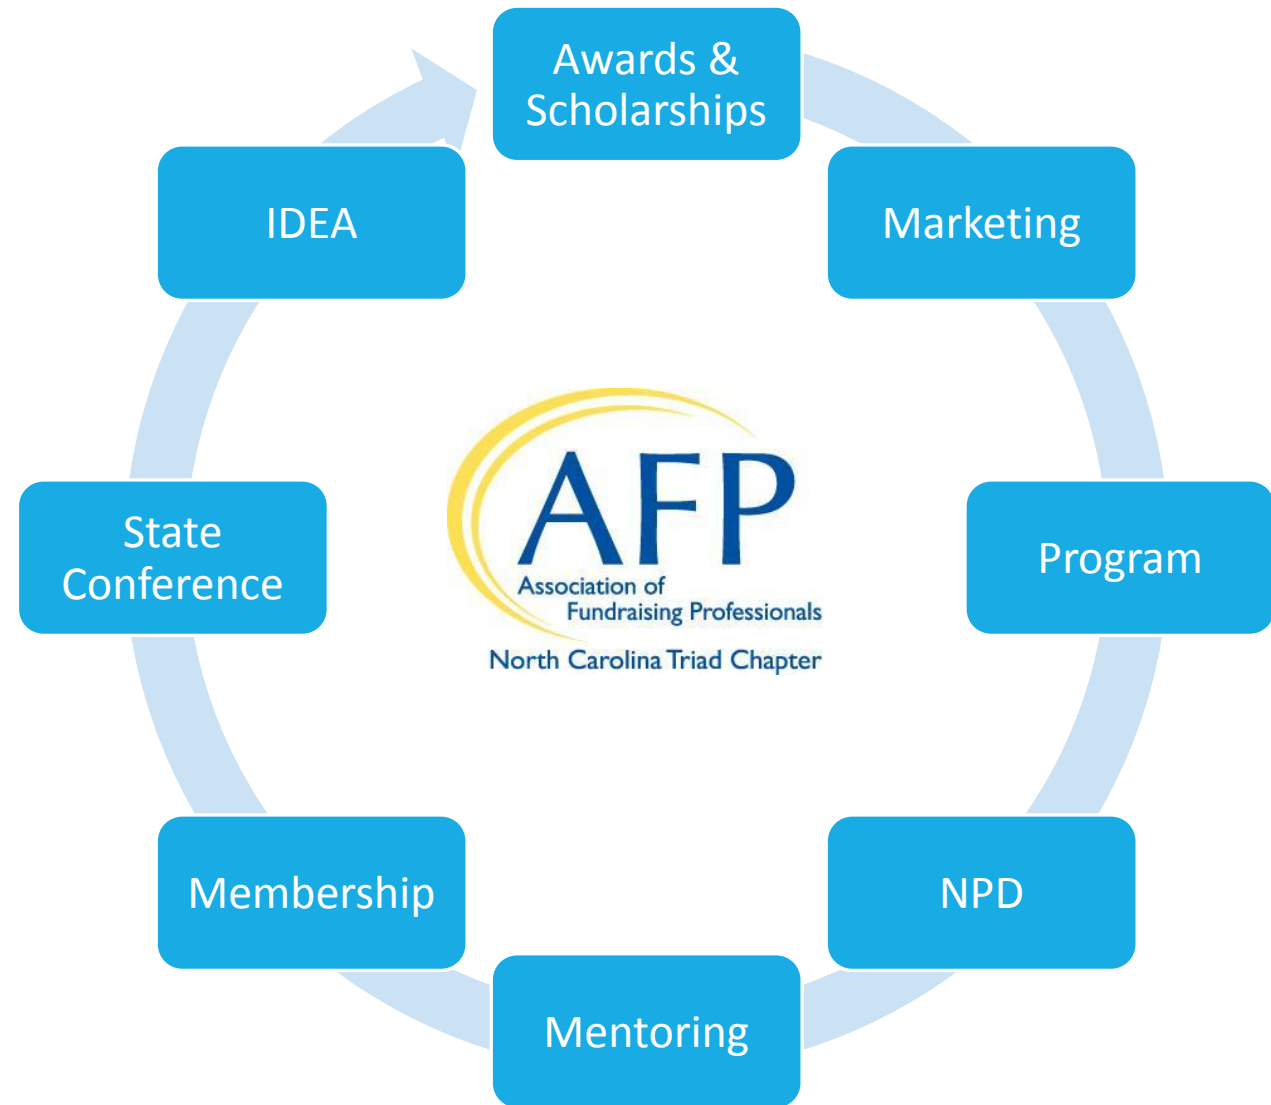 Awards &
Scholarships
Marketing
Program
NPD
Mentoring
Membership
State
Conference
IDEA
AFP
Association of
Fundraising Professionals
North Carolina Triad Chapter